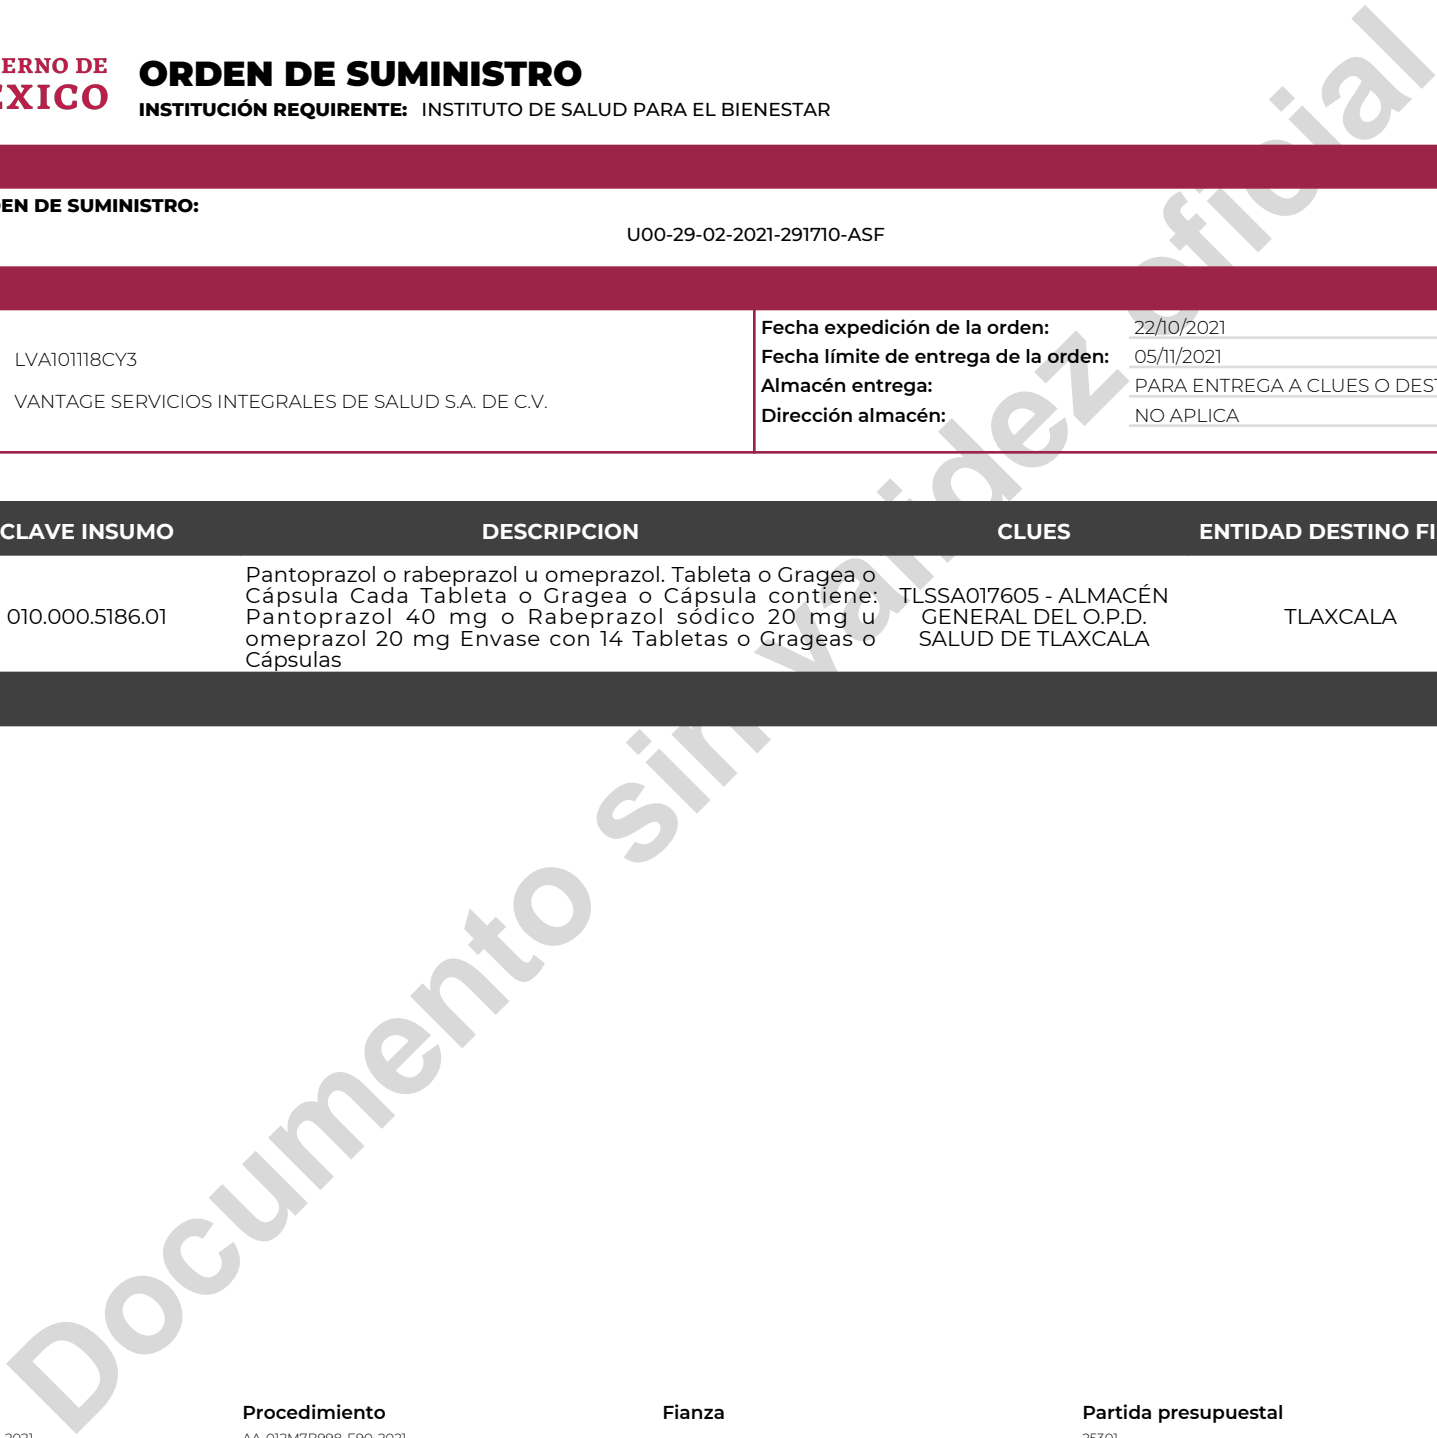 ERNO DE
ÉXICO
ORDEN DE SUMINISTRO
INSTITUCIÓN REQUIRENTE: INSTITUTO DE SALUD PARA EL BIENESTAR
EN DE SUMINISTRO:
U00-29-02-2021-291710-ASF
LVA101118CY3
VANTAGE SERVICIOS INTEGRALES DE SALUD S.A. DE C.V.
Fecha expedición de la orden: 22/10/2021
Fecha límite de entrega de la orden: 05/11/2021
Almacén entrega: PARA ENTREGA A CLUES O DEST
Dirección almacén: NO APLICA
CLAVE INSUMO DESCRIPCION CLUES ENTIDAD DESTINO FI
010.000.5186.01
Pantoprazol o rabeprazol u omeprazol. Tableta o Gragea o
Cápsula Cada Tableta o Gragea o Cápsula contiene:
Pantoprazol 40 mg o Rabeprazol sódico 20 mg u
omeprazol 20 mg Envase con 14 Tabletas o Grageas o
Cápsulas
TLSSA017605 - ALMACÉN
GENERAL DEL O.P.D.
SALUD DE TLAXCALA
TLAXCALA
Documento sin validez oficial
Procedimiento Fianza Partida presupuestal